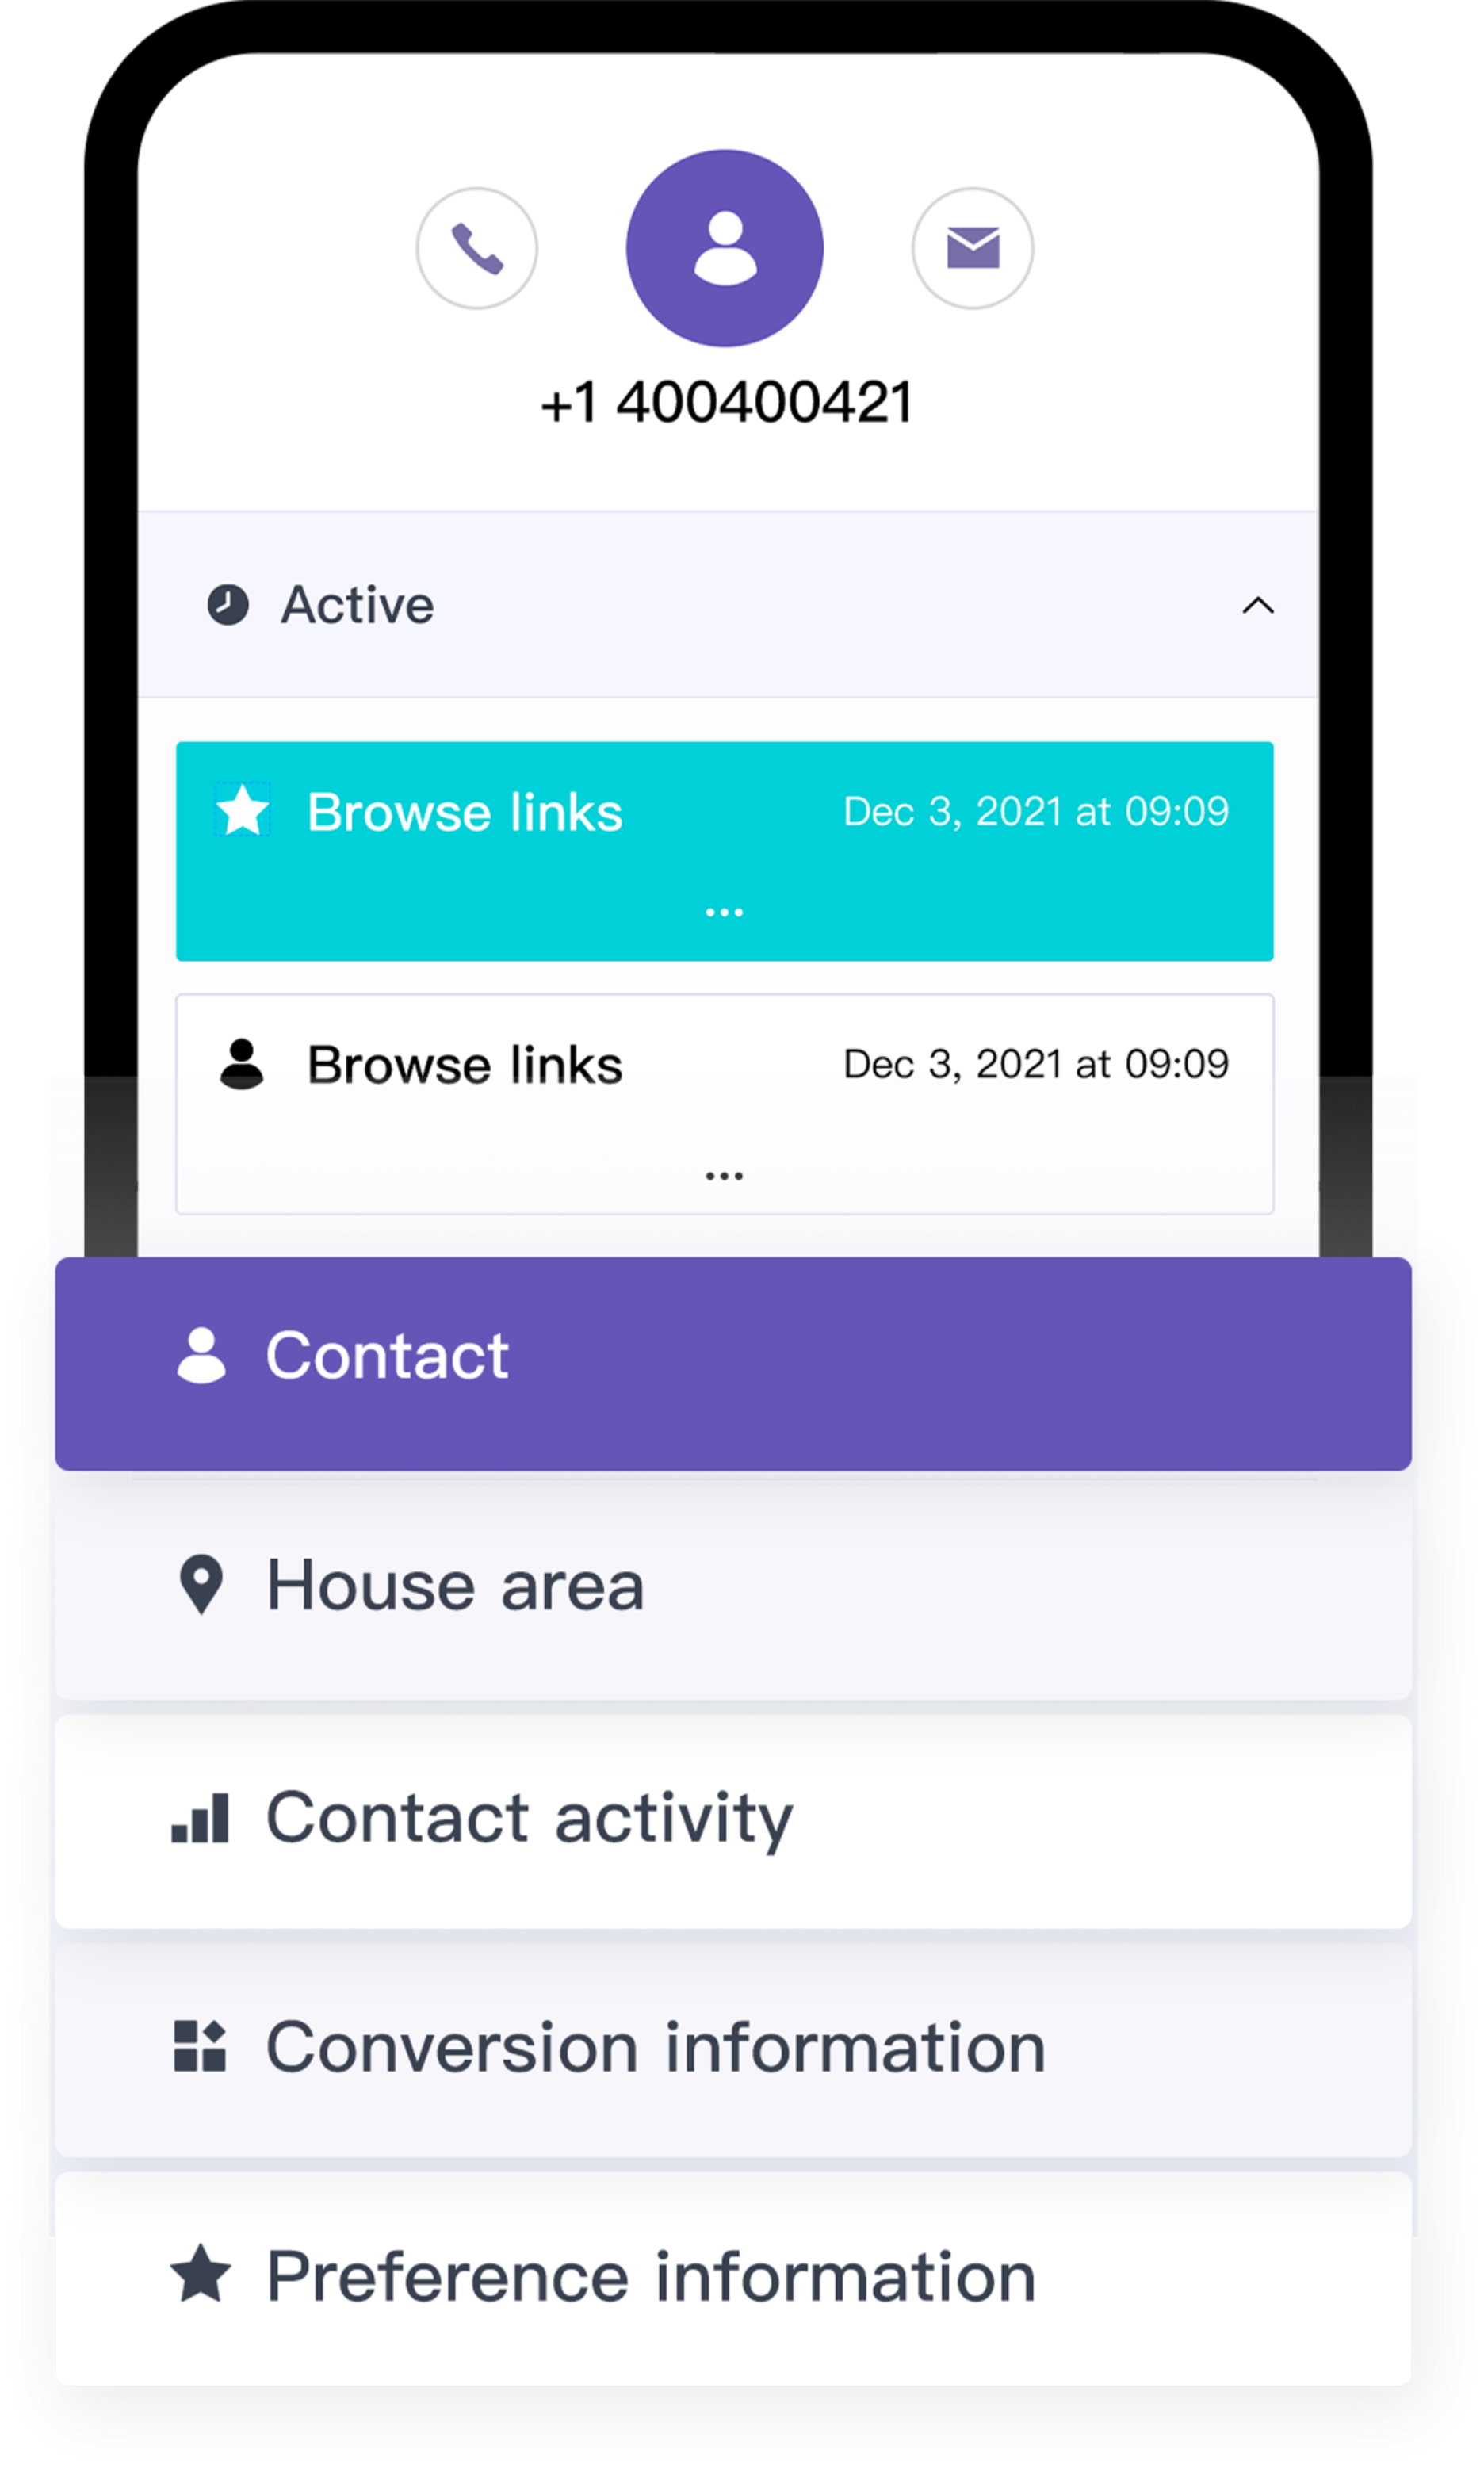 +1 400400421
Active
Browse links Dec 3, 2021 at 09:09
...
Browse links Dec 3, 2021 at 09:09
...
Contact
House area
Contact activity
Conversion information
Preference information